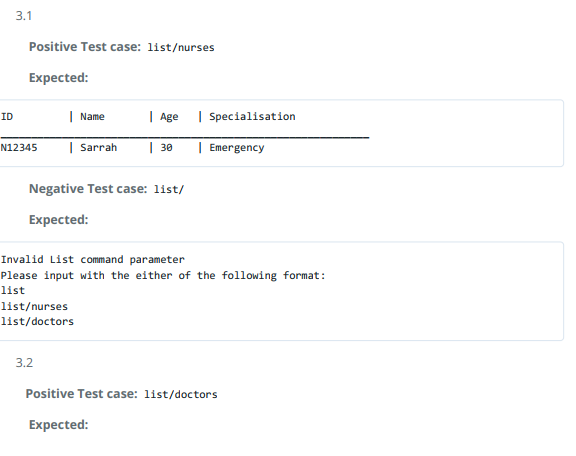 3.1
Positive Test case: list/nurses
Expected:
ID | Name | Age | Specialisation
N12345 | Sarrah | 30 | Emergency
Negative Test case: list/
Expected:
Invalid List command parameter
Please input with the either of the following format:
list
list/nurses
list/doctors
3.2
Positive Test case: list/doctors
Expected: